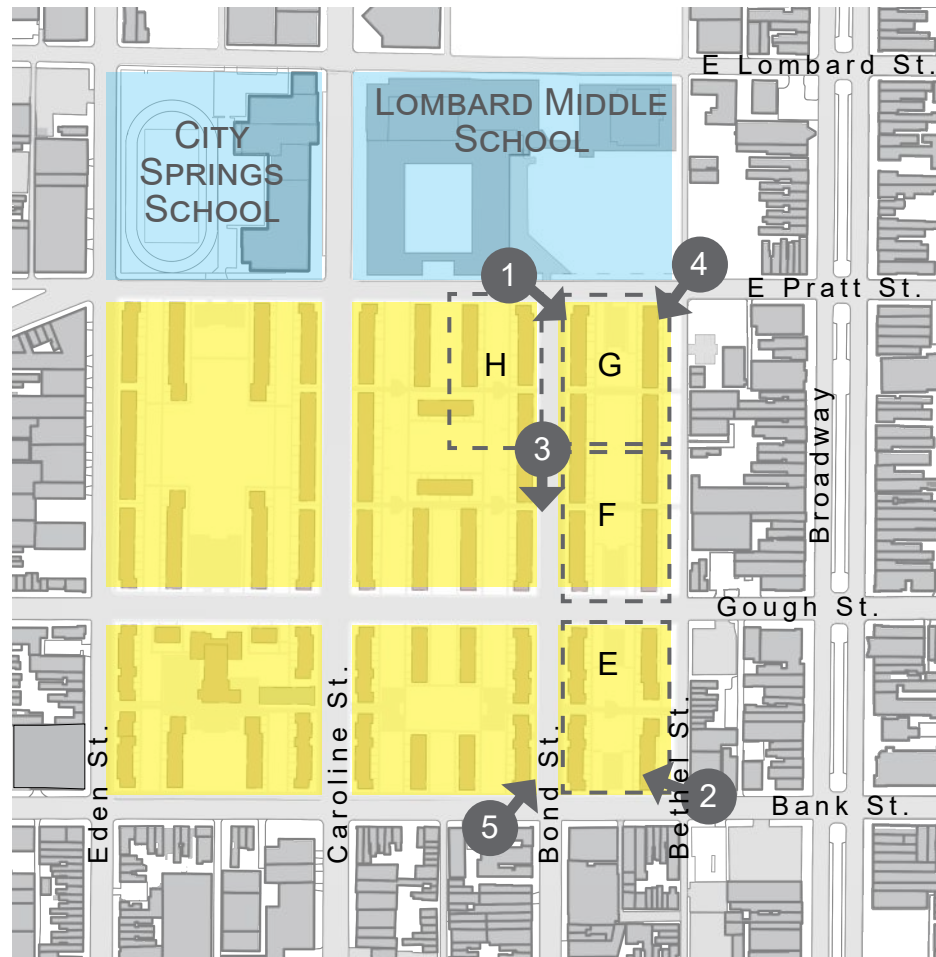 E Lombard St.
LOMBARD MIDDLE
SCHOOL
CITY
SPRINGS
SCHOOL
1
4
E Pratt St.
H
G
Broadway
3
F
Gough St.
E
Eden St.
Caroline St.
Bond St.
Bethel St.
2
Bank St.
5